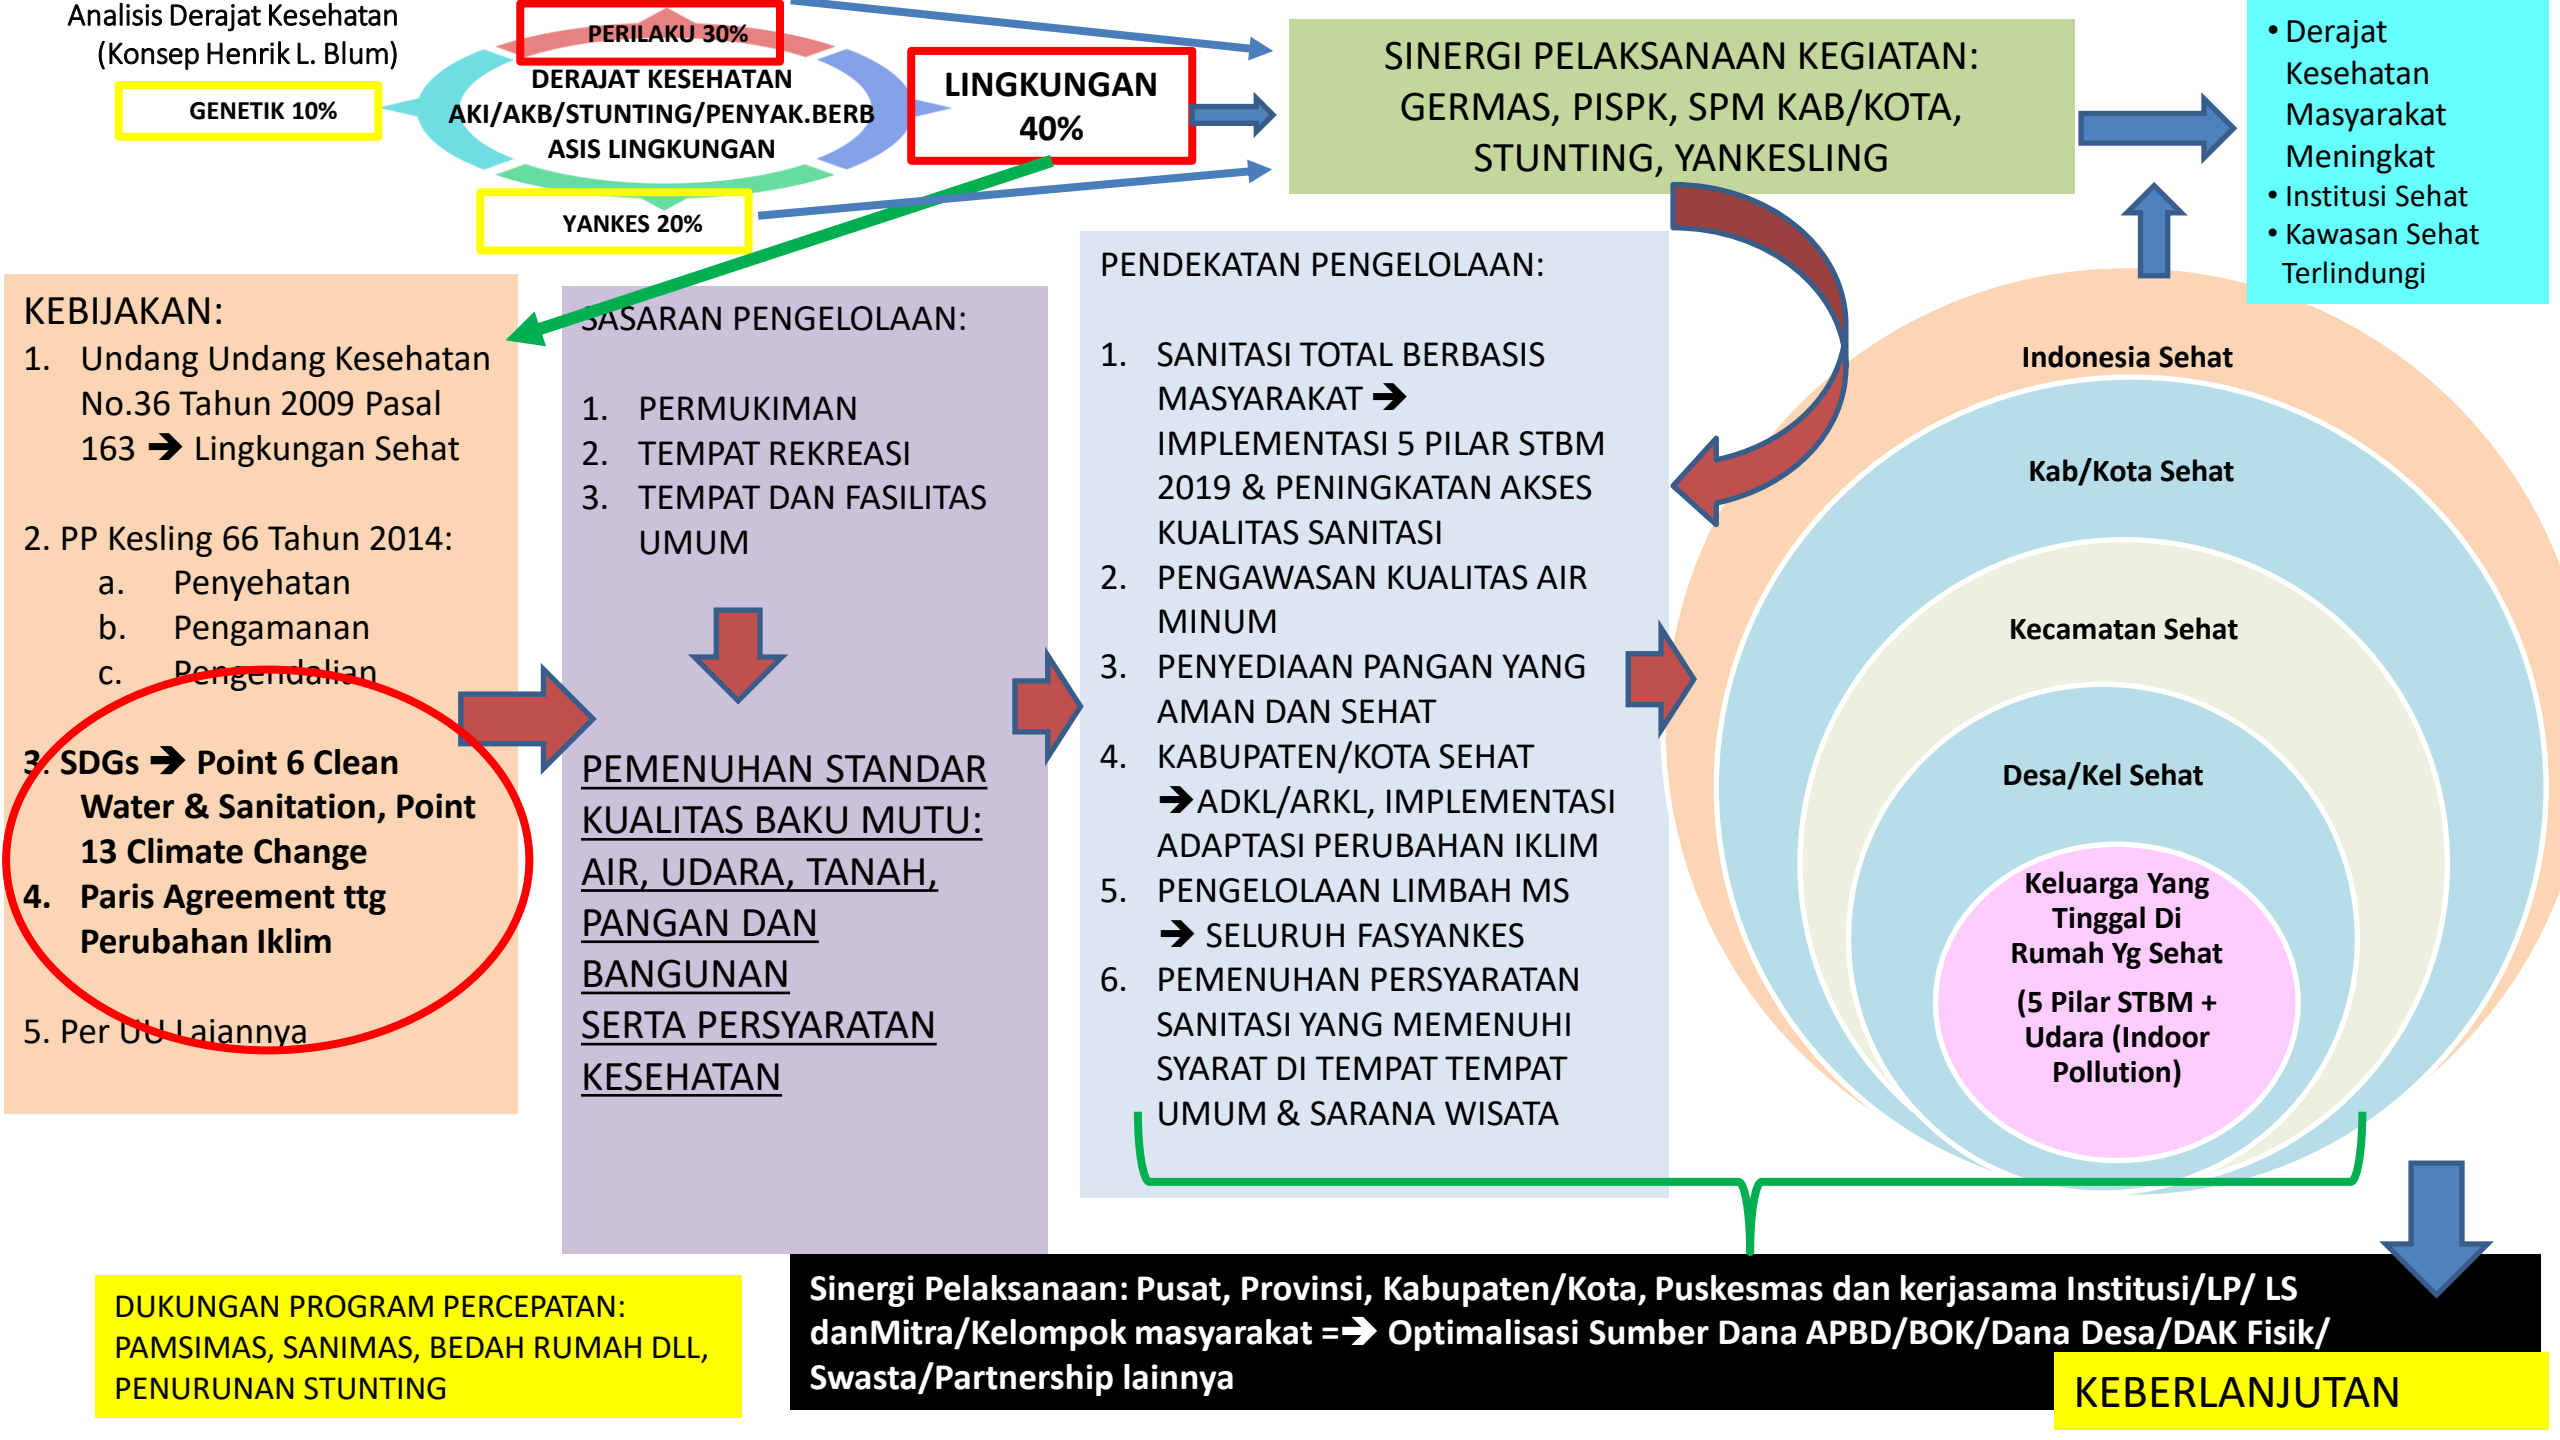 Analisis Derajat Kesehatan
(Konsep Henrik L. Blum)
PERILAKU 30%
GENETIK 10%
DERAJAT KESEHATAN
AKI/AKB/STUNTING/PENYAK.BERB
ASIS LINGKUNGAN
YANKES 20%
LINGKUNGAN
40%
SINERGI PELAKSANAAN KEGIATAN:
GERMAS, PISPK, SPM KAB/KOTA,
STUNTING, YANKESLING
• Derajat
Kesehatan
Masyarakat
Meningkat
• Institusi Sehat
• Kawasan Sehat
Terlindungi
KEBIJAKAN:
1. Undang Undang Kesehatan
No.36 Tahun 2009 Pasal
163 ➔ Lingkungan Sehat
2. PP Kesling 66 Tahun 2014:
a. Penyehatan
b. Pengamanan
c. Pengendalian
3. SDGs ➔ Point 6 Clean
Water & Sanitation, Point
13 Climate Change
4. Paris Agreement ttg
Perubahan Iklim
5. Per UU Laiannya
SASARAN PENGELOLAAN:
1. PERMUKIMAN
2. TEMPAT REKREASI
3. TEMPAT DAN FASILITAS
UMUM
PEMENUHAN STANDAR
KUALITAS BAKU MUTU:
AIR, UDARA, TANAH,
PANGAN DAN
BANGUNAN
SERTA PERSYARATAN
KESEHATAN
PENDEKATAN PENGELOLAAN:
1. SANITASI TOTAL BERBASIS
MASYARAKAT ➔
IMPLEMENTASI 5 PILAR STBM
2019 & PENINGKATAN AKSES
KUALITAS SANITASI
2. PENGAWASAN KUALITAS AIR
MINUM
3. PENYEDIAAN PANGAN YANG
AMAN DAN SEHAT
4. KABUPATEN/KOTA SEHAT
➔ADKL/ARKL, IMPLEMENTASI
ADAPTASI PERUBAHAN IKLIM
5. PENGELOLAAN LIMBAH MS
➔ SELURUH FASYANKES
6. PEMENUHAN PERSYARATAN
SANITASI YANG MEMENUHI
SYARAT DI TEMPAT TEMPAT
UMUM & SARANA WISATA
Indonesia Sehat
Kab/Kota Sehat
Kecamatan Sehat
Desa/Kel Sehat
Keluarga Yang
Tinggal Di
Rumah Yg Sehat
(5 Pilar STBM +
Udara (Indoor
Pollution)
DUKUNGAN PROGRAM PERCEPATAN:
PAMSIMAS, SANIMAS, BEDAH RUMAH DLL,
PENURUNAN STUNTING
Sinergi Pelaksanaan: Pusat, Provinsi, Kabupaten/Kota, Puskesmas dan kerjasama Institusi/LP/ LS
danMitra/Kelompok masyarakat =➔ Optimalisasi Sumber Dana APBD/BOK/Dana Desa/DAK Fisik/
Swasta/Partnership lainnya
KEBERLANJUTAN